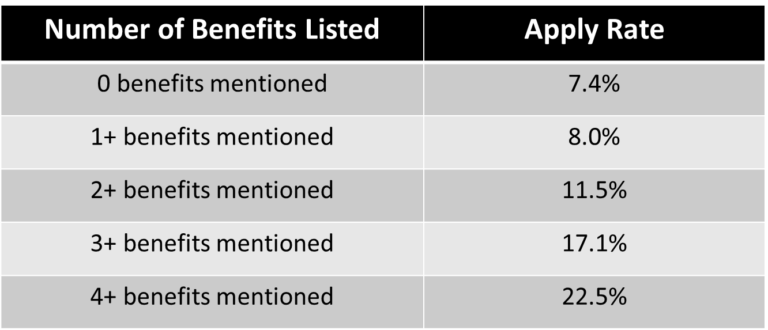 Number of Benefits Listed Apply Rate
0 benefits mentioned 7.4%
1+ benefits mentioned 8.0%
2+ benefits mentioned 11.5%
3+ benefits mentioned 17.1%
4+ benefits mentioned 22.5%